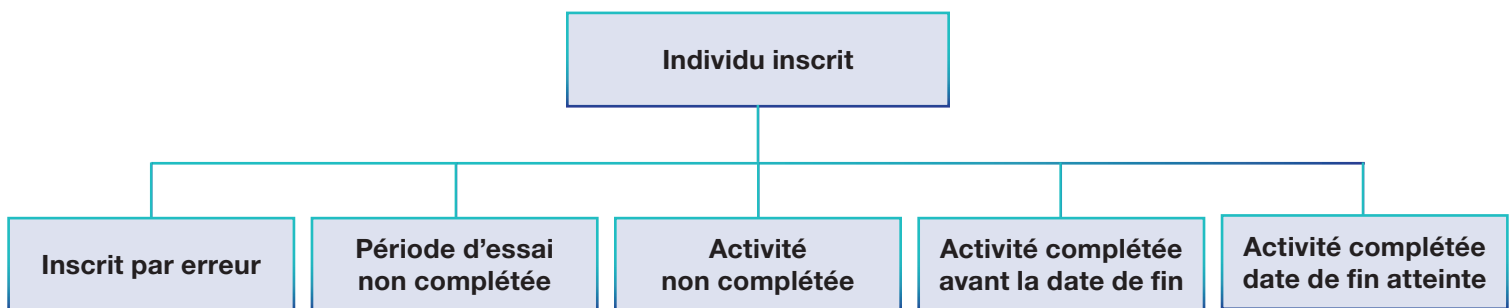 Individu inscrit
Inscrit par erreur
Période d’essai
non complétée
Activité
non complétée
Activité complétée
avant la date de fin
Activité complétée
date de fin atteinte